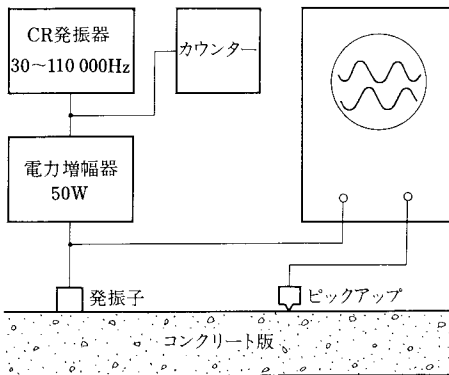 CR発振器
30～110 000Hz
カウンター
電力増幅器
50W
発振子
ピックアップ
コンクリート版